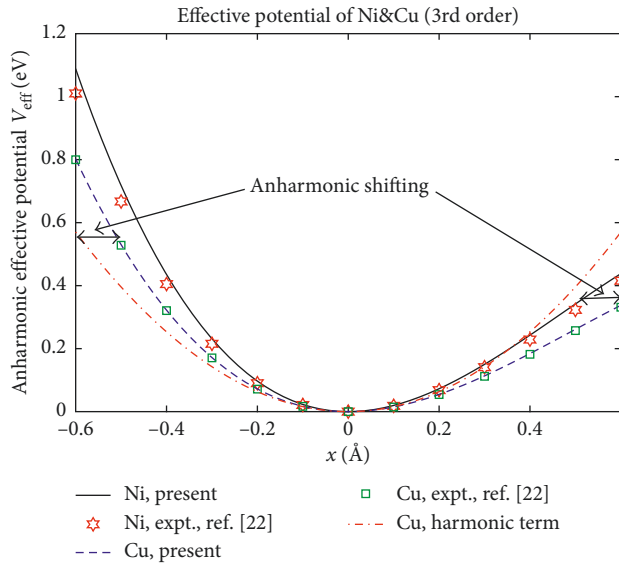 Effective potential of Ni&Cu (3rd order)
Anharmonic effective potential V_eff (eV)
1.2
1
0.8
0.6
0.4
0.2
0
Anharmonic shifting
–0.6
–0.4
–0.2
0
0.2
0.4
x (Å)
Ni, present
Ni, expt., ref. [22]
Cu, present
Cu, expt., ref. [22]
Cu, harmonic term